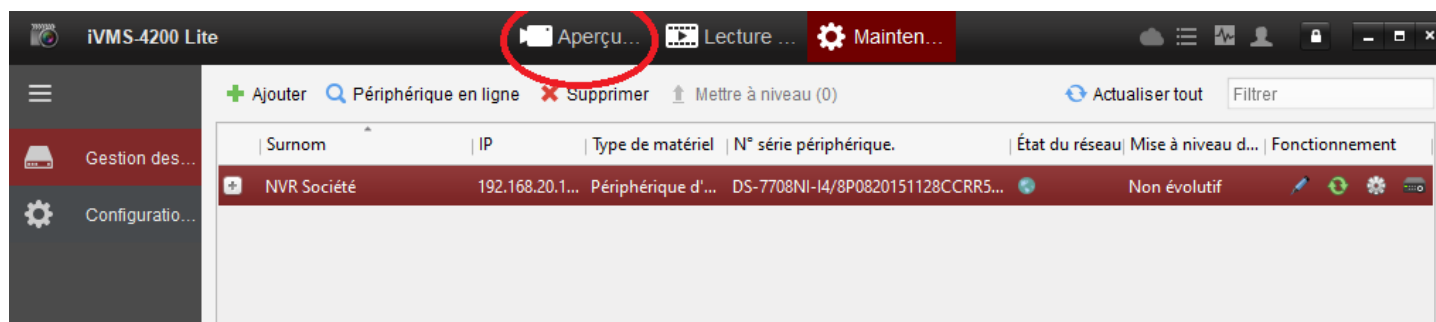 iVMS-4200 Lite Aperçu... Lecture ... Mainten...
Ajouter Périphérique en ligne Supprimer Mettre à niveau (0) Actualiser tout Filtrer
Surnom IP Type de matériel N° série périphérique. État du réseau Mise à niveau d... Fonctionnement
Gestion des...
NVR Société 192.168.20.1... Périphérique d'... DS-7708NI-I4/8P0820151128CCRR5... Non évolutif
Configuratio...